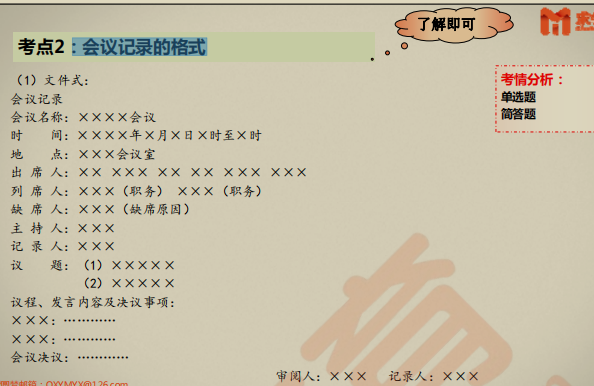 了解即可
考点2：会议记录的格式
考情分析：
单选题
简答题
（1）文件式：
会议记录
会议名称：××××会议
时　　间：××××年×月×日×时至×时
地　　点：×××会议室
出 席 人：×× ××× ×× ×× ××× ×××
列 席 人：×××（职务） ×××（职务）
缺 席 人：×××（缺席原因）
主 持 人：×××
记 录 人：×××
议　　题：（1）×××××
（2）×××××
议程、发言内容及决议事项：
×××：…………
×××：…………
会议决议：…………
审阅人：××× 记录人：×××